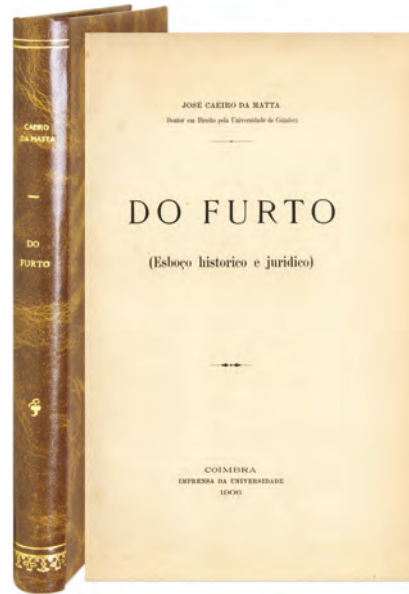 CAEIRO
DA MATTA
DO
FURTO
JOSÉ CAEIRO DA MATTA
Doutor em Direito pela Universidade de Coimbra
DO FURTO
(Esboço historico e juridico)
COIMBRA
IMPRENSA DA UNIVERSIDADE
1906